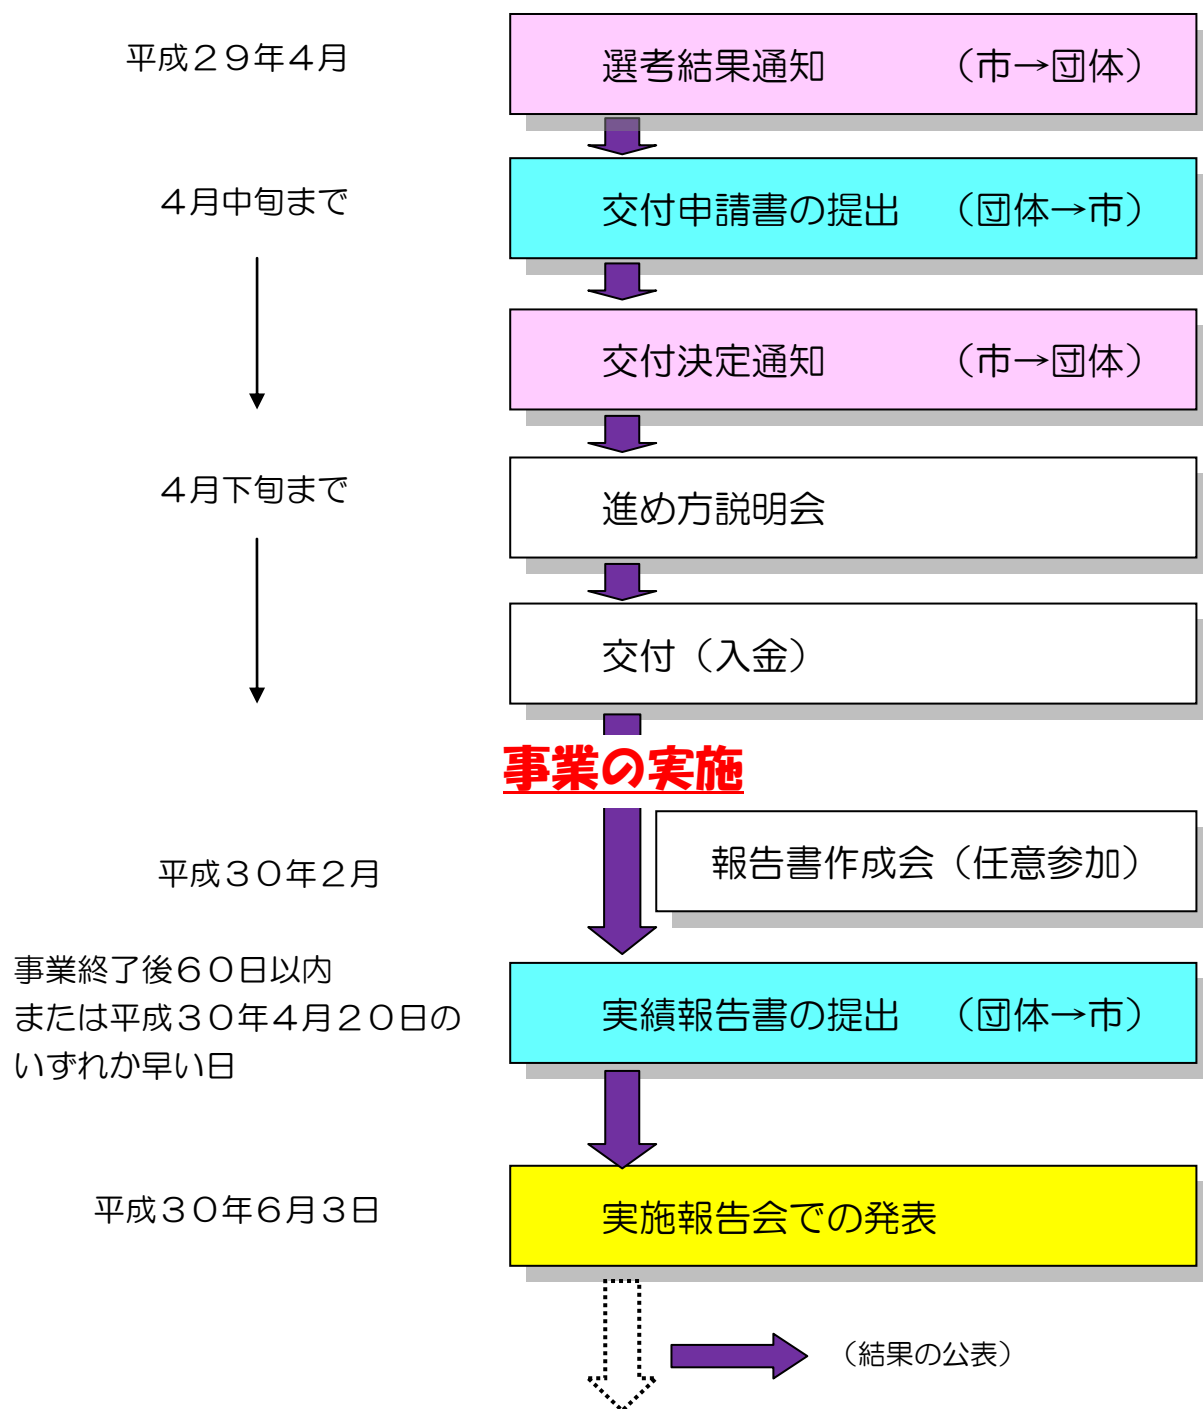 平成２９年４月
選考結果通知　　　（市→団体）
４月中旬まで
交付申請書の提出　（団体→市）
交付決定通知　　　（市→団体）
４月下旬まで
進め方説明会
交付（入金）
事業の実施
報告書作成会（任意参加）
平成３０年２月
事業終了後６０日以内
または平成３０年４月２０日の
いずれか早い日
実績報告書の提出　（団体→市）
平成３０年６月３日
実施報告会での発表
（結果の公表）